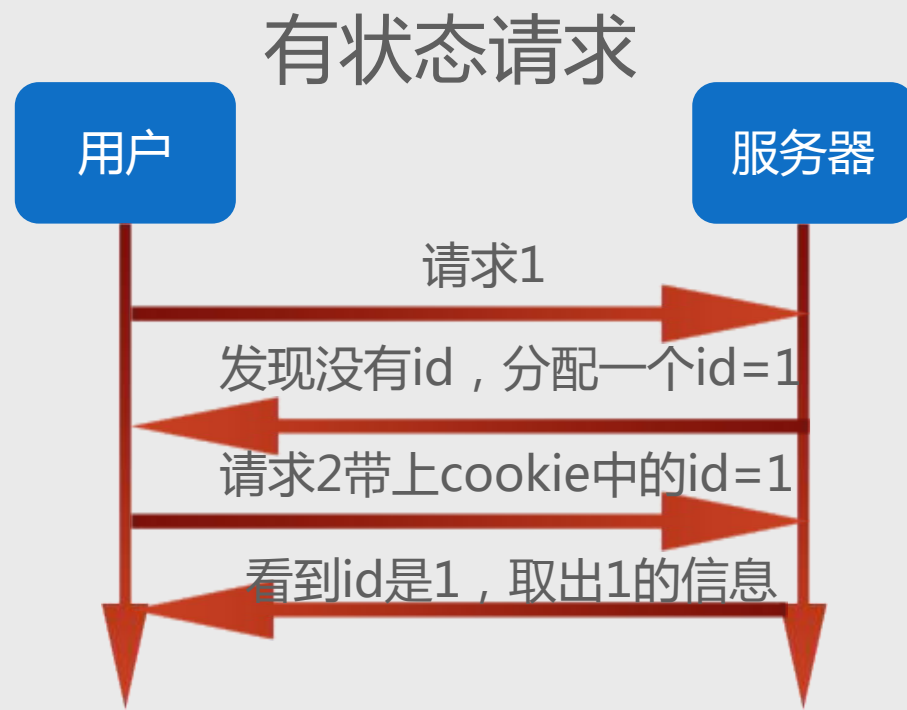 有状态请求
用户
服务器
请求1
发现没有id，分配一个id=1
请求2带上cookie中的id=1
看到id是1，取出1的信息